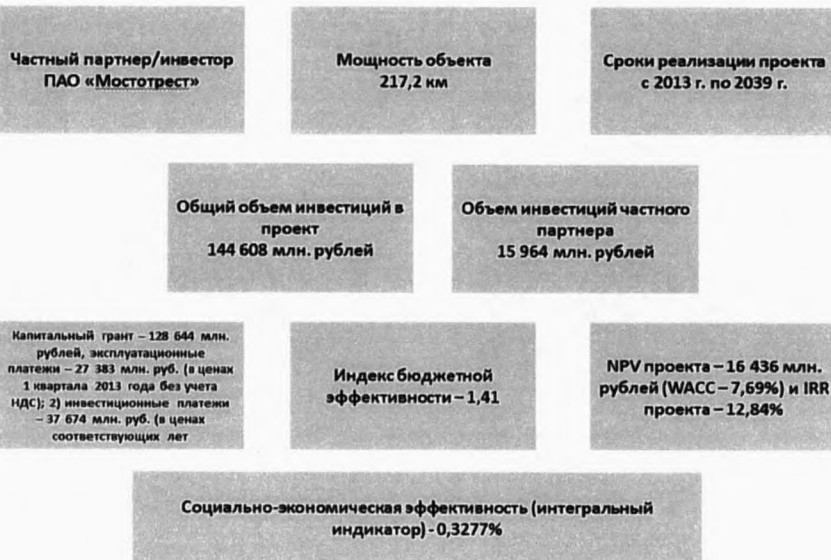 Частный партнер/инвестор
ПАО «Мостотрест»
Мощность объекта
217,2 км
Сроки реализации проекта
с 2013 г. по 2039 г.
Общий объем инвестиций в
проект
144 608 млн. рублей
Объем инвестиций частного
партнера
15 964 млн. рублей
Капитальный грант – 128 644 млн.
рублей, эксплуатационные
платежи – 27 383 млн. руб. (в ценах
1 квартала 2013 года без учета
НДС); 2) инвестиционные платежи
– 37 674 млн. руб. (в ценах
соответствующих лет
Индекс бюджетной
эффективности – 1,41
NPV проекта – 16 436 млн.
рублей (WACC – 7,69%) и IRR
проекта – 12,84%
Социально-экономическая эффективность (интегральный
индикатор) - 0,3277%